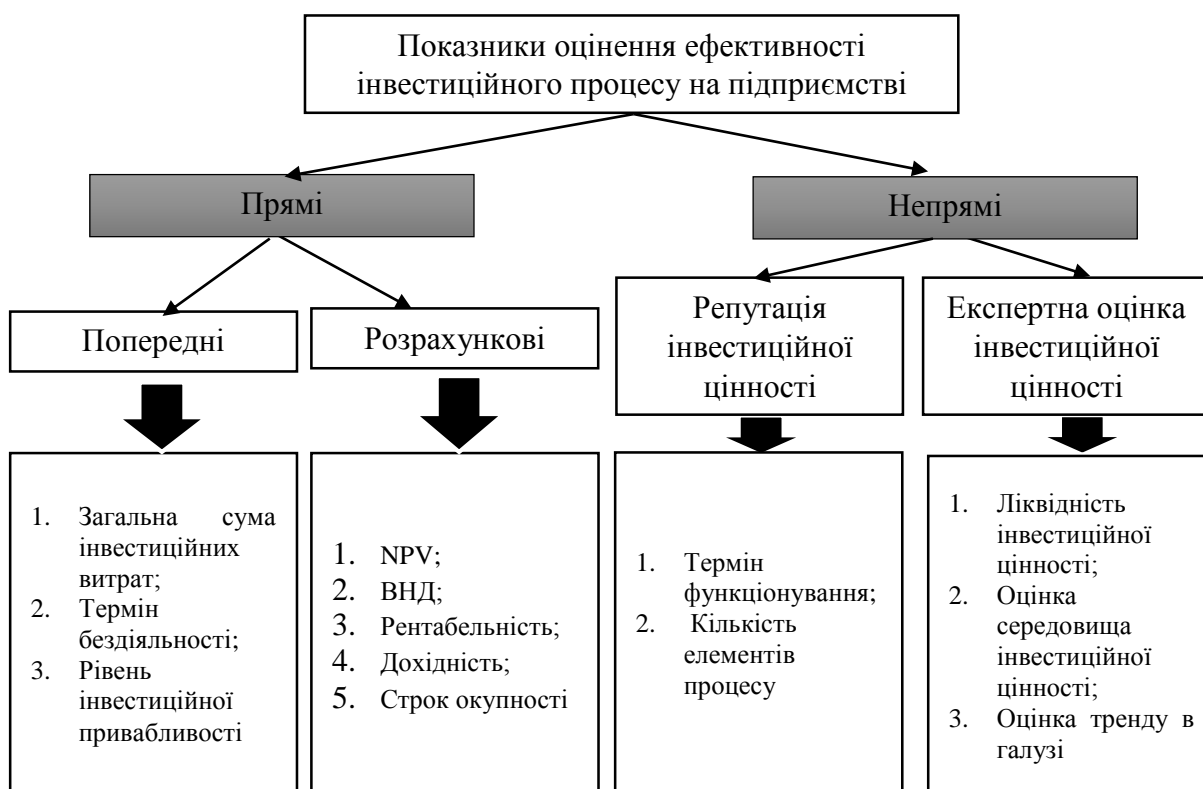 Показники оцінення ефективності
інвестиційного процесу на підприємстві
Прямі
Непрямі
Попередні
Розрахункові
Репутація
інвестиційної
цінності
Експертна оцінка
інвестиційної
цінності
1. Загальна сума
інвестиційних
витрат;
2. Термін
бездіяльності;
3. Рівень
інвестиційної
привабливості
1. NPV;
2. ВНД;
3. Рентабельність;
4. Дохідність;
5. Строк окупності
1. Термін
функціонування;
2. Кількість
елементів
процесу
1. Ліквідність
інвестиційної
цінності;
2. Оцінка
середовища
інвестиційної
цінності;
3. Оцінка тренду в
галузі